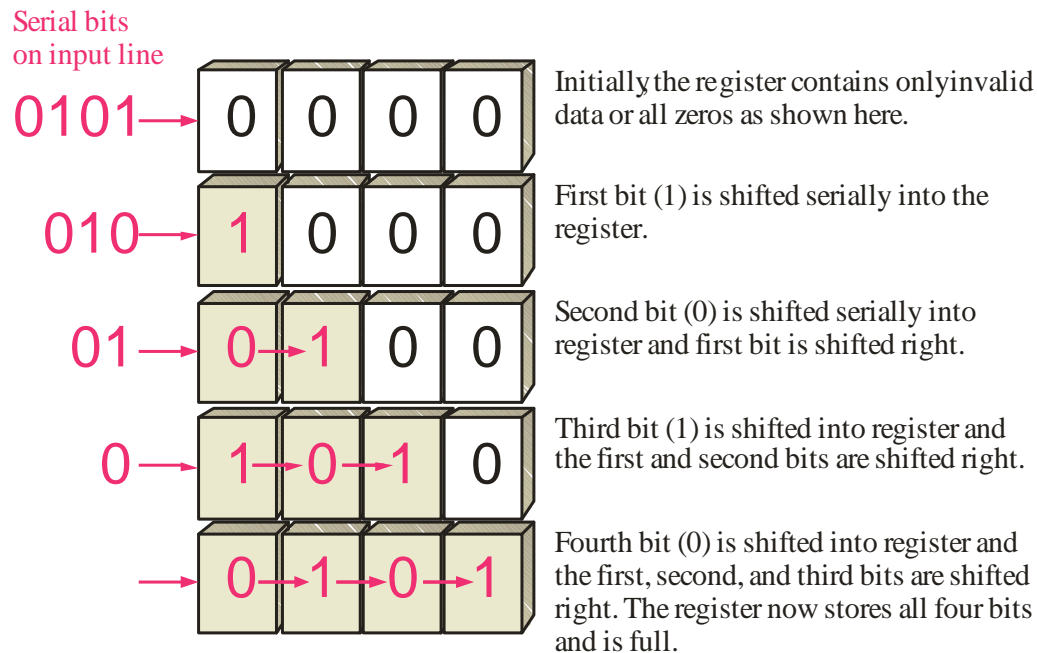 Serial bits
on input line
0101 0 0 0 0
Initially, the register contains onlyinvalid
data or all zeros as shown here.
010 1 0 0 0
First bit (1) is shifted serially into the
register.
01 0 1 0 0
Second bit (0) is shifted serially into
register and first bit is shifted right.
0 1 0 1 0
Third bit (1) is shifted into register and
the first and second bits are shifted right.
0 1 0 1
Fourth bit (0) is shifted into register and
the first, second, and third bits are shifted
right. The register now stores all four bits
and is full.